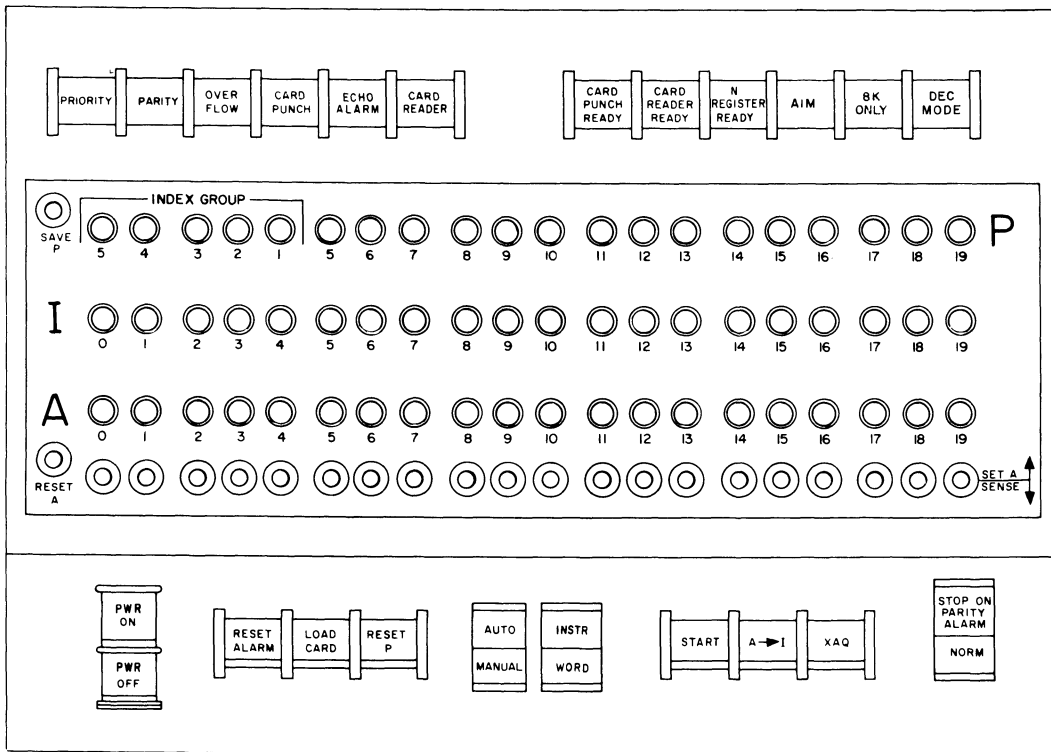 PRIORITY PARITY OVER FLOW CARD PUNCH ECHO ALARM CARD READER
CARD PUNCH READY CARD READER READY N REGISTER READY AIM 8K ONLY DEC MODE
INDEX GROUP
SAVE P
P
5 4 3 2 1 5 6 7 8 9 10 11 12 13 14 15 16 17 18 19
I
0 1 2 3 4 5 6 7 8 9 10 11 12 13 14 15 16 17 18 19
A
0 1 2 3 4 5 6 7 8 9 10 11 12 13 14 15 16 17 18 19
RESET A
SET A
SENSE
PWR ON
PWR OFF
RESET ALARM LOAD CARD RESET P
AUTO
MANUAL
INSTR
WORD
START A→I XAQ
STOP ON PARITY ALARM
NORM